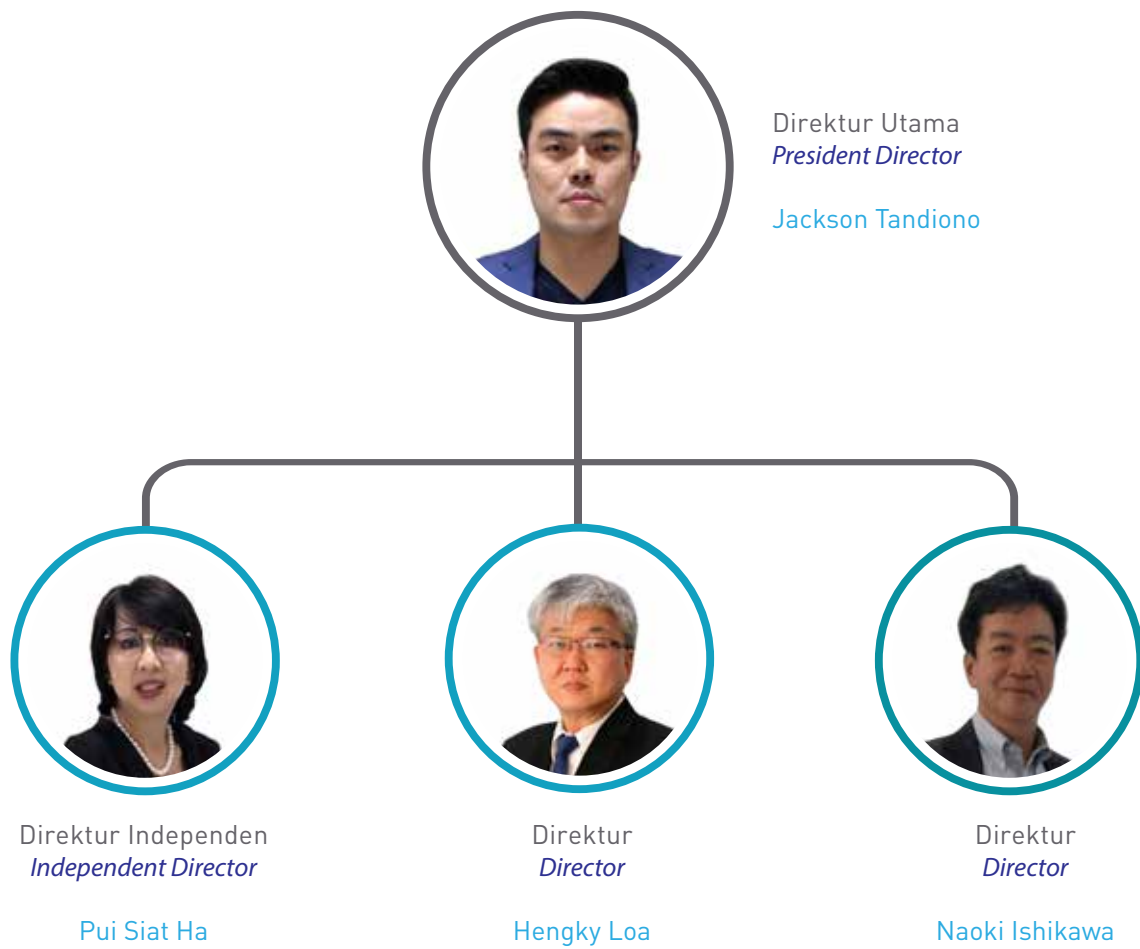 Direktur Utama
President Director
Jackson Tandiono
Direktur Independen
Independent Director
Pui Siat Ha
Direktur
Director
Hengky Loa
Direktur
Director
Naoki Ishikawa